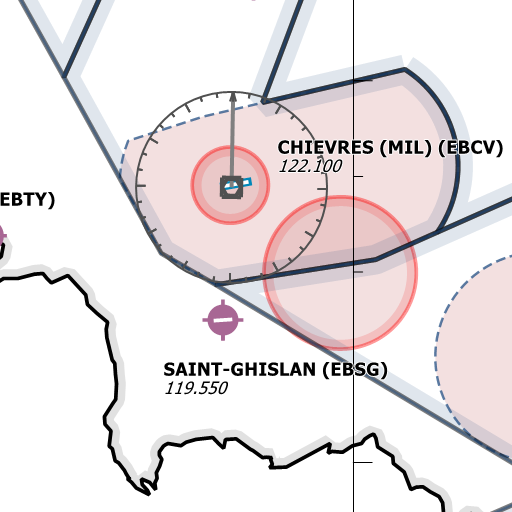 CHIEVRES (MIL) (EBCV)
122.100
EBTY)
SAINT-GHISLAN (EBSG)
119.550